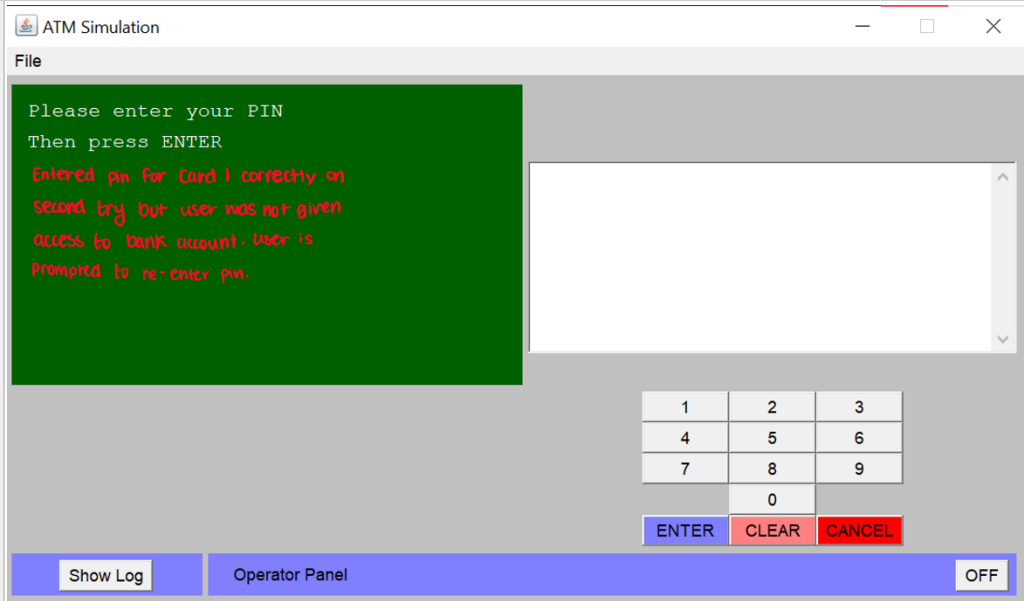 ATM Simulation
File
Please enter your PIN
Then press ENTER
Entered pin for Card 1 correctly on
second try but user was not given
access to bank account. User is
prompted to re-enter pin.
1 2 3
4 5 6
7 8 9
0
ENTER CLEAR CANCEL
Show Log Operator Panel OFF